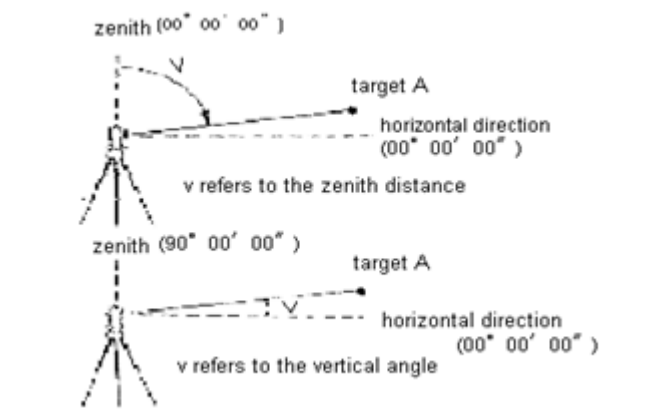 zenith (00° 00′ 00″ )
V
target A
horizontal direction
(00° 00′ 00″ )
v refers to the zenith distance
zenith (90° 00′ 00″ )
target A
V
horizontal direction
(00° 00′ 00″ )
v refers to the vertical angle